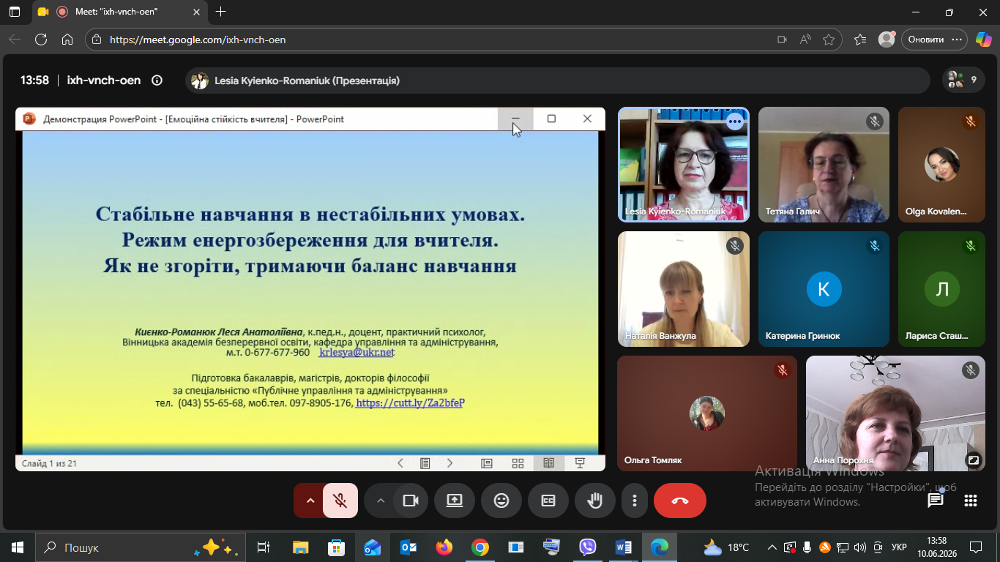 Meet: "ixh-vnch-oen"
https://meet.google.com/ixh-vnch-oen
Оновити
13:58 | ixh-vnch-oen
Lesia Kyienko-Romaniuk (Презентація)
9
Демонстрация PowerPoint - [Емоційна стійкість вчителя] - PowerPoint
Стабільне навчання в нестабільних умовах.
Режим енергозбереження для вчителя.
Як не згоріти, тримаючи баланс навчання
Києнко-Романюк Леся Анатоліївна, к.пед.н., доцент, практичний психолог,
Вінницька академія безперервної освіти, кафедра управління та адміністрування,
м.т. 0-677-677-960 krlesya@ukr.net
Підготовка бакалаврів, магістрів, докторів філософії
за спеціальністю «Публічне управління та адміністрування»
тел. (043) 55-65-68, моб.тел. 097-8905-176, https://cutt.ly/Za2bfeP
Слайд 1 из 21
Lesia Kyienko-Romaniuk
Тетяна Галич
Olga Kovalen...
Наталія Ванжула
К
Катерина Гринюк
Л
Лариса Сташ...
Ольга Томляк
Анна Порохня
Активація Windows
Перейдіть до розділу "Настройки", щоб
активувати Windows.
Пошук
18°C
УКР
13:58
10.06.2026